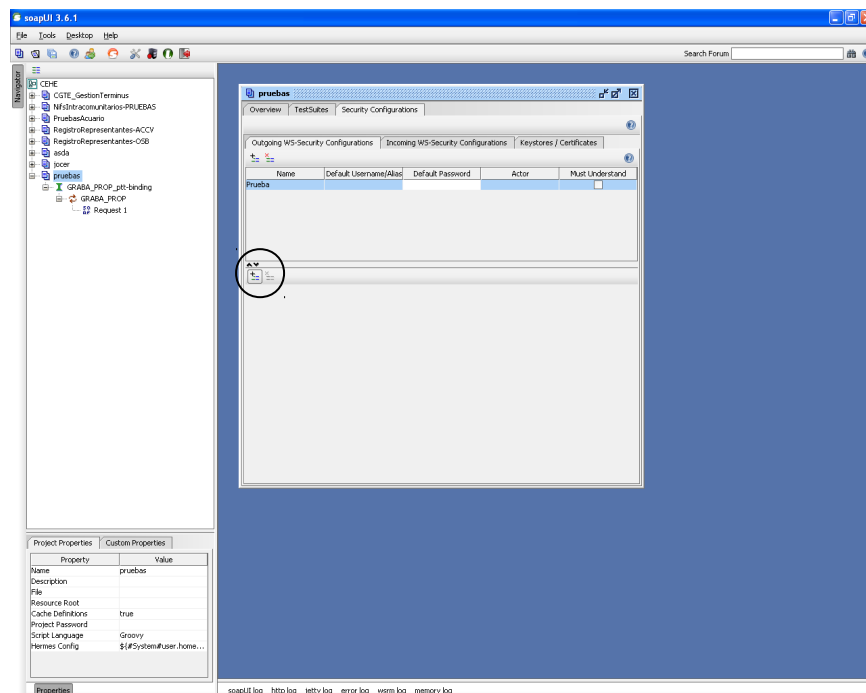 soapUI 3.6.1
File Tools Desktop Help
Search Forum
Navigator
CEHE
CGTE_GestionTerminus
NifsIntracomunitarios-PRUEBAS
PruebasAcuario
RegistroRepresentantes-ACCV
RegistroRepresentantes-OSB
asda
jocer
pruebas
GRABA_PROP_ptt-binding
GRABA_PROP
Request 1
pruebas
Overview TestSuites Security Configurations
Outgoing WS-Security Configurations Incoming WS-Security Configurations Keystores / Certificates
Name Default Username/Alias Default Password Actor Must Understand
Prueba
Project Properties Custom Properties
Property Value
Name pruebas
Description
File
Resource Root
Cache Definitions true
Project Password
Script Language Groovy
Hermes Config ${#System#user.home...
Properties
soapUI log http log jetty log error log wsrm log memory log